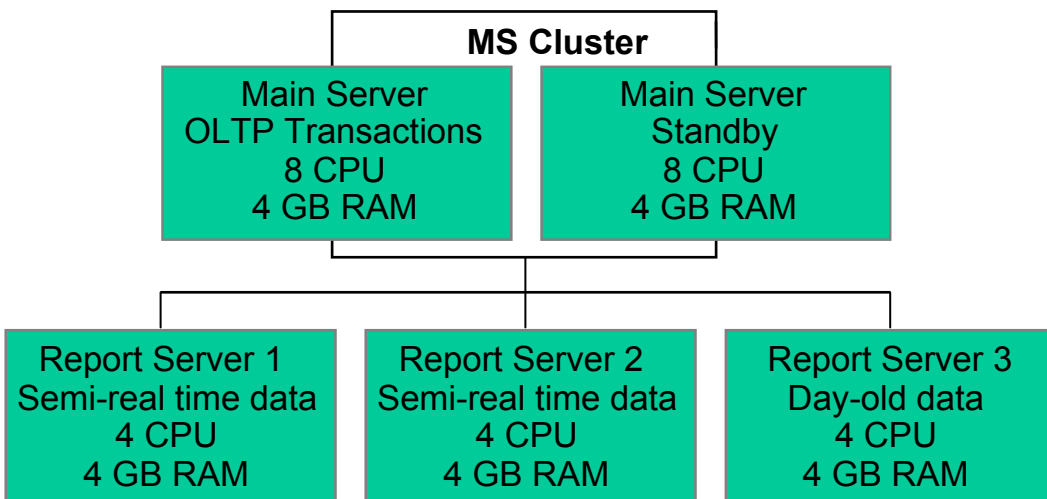 MS Cluster
Main Server
OLTP Transactions
8 CPU
4 GB RAM
Main Server
Standby
8 CPU
4 GB RAM
Report Server 1
Semi-real time data
4 CPU
4 GB RAM
Report Server 2
Semi-real time data
4 CPU
4 GB RAM
Report Server 3
Day-old data
4 CPU
4 GB RAM